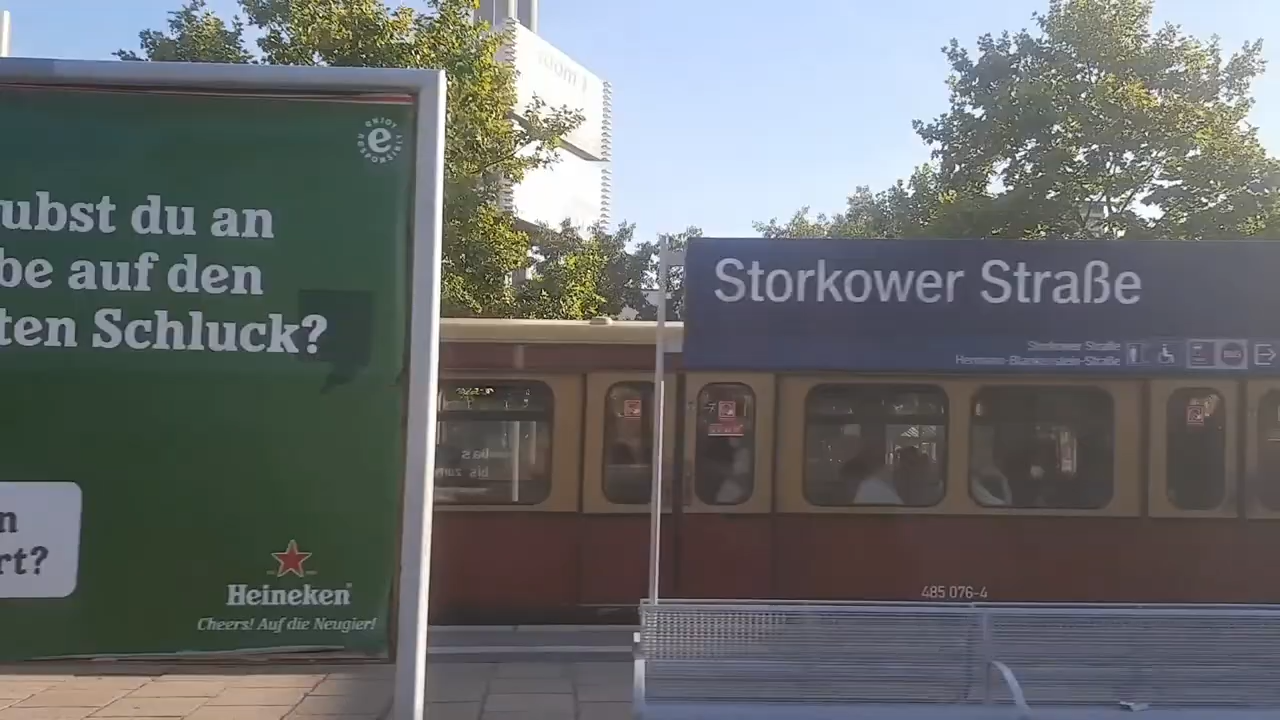 ENJOY
e
RESPONSIBLY
ubst du an
be auf den
ten Schluck?
n
rt?
Heineken
Cheers! Auf die Neugier!
Storkower Straße
Storkower Straße
Hermann-Blankenstein-Straße
BUS
485 076-4